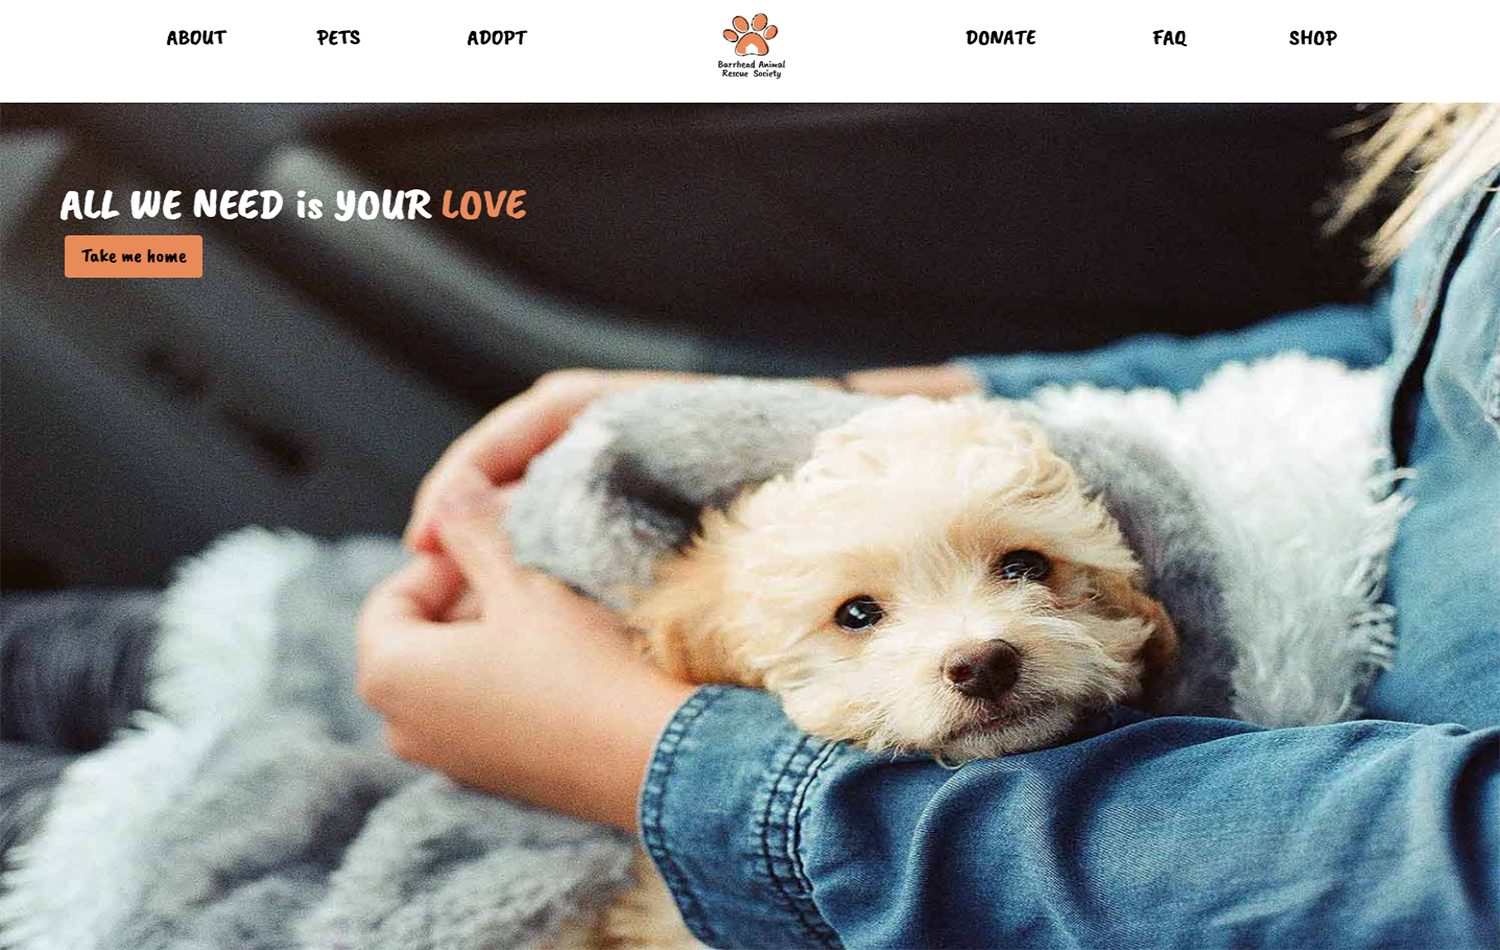 ABOUT
PETS
ADOPT
Barrhead Animal
Rescue Society
DONATE
FAQ
SHOP
ALL WE NEED is YOUR LOVE
Take me home